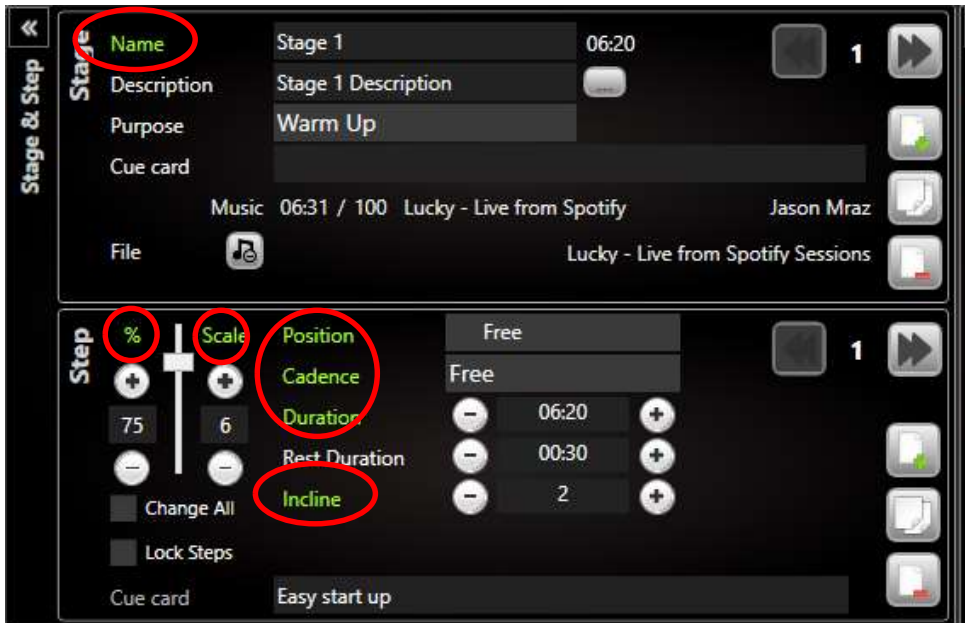 «
Stage & Step
Stage
Name Stage 1 06:20 1
Description Stage 1 Description ...
Purpose Warm Up
Cue card
Music 06:31 / 100 Lucky - Live from Spotify Jason Mraz
File Lucky - Live from Spotify Sessions
Step
% Scale Position Free 1
Cadence Free
75 6 Duration 06:20
Rest Duration 00:30
Incline 2
Change All
Lock Steps
Cue card Easy start up